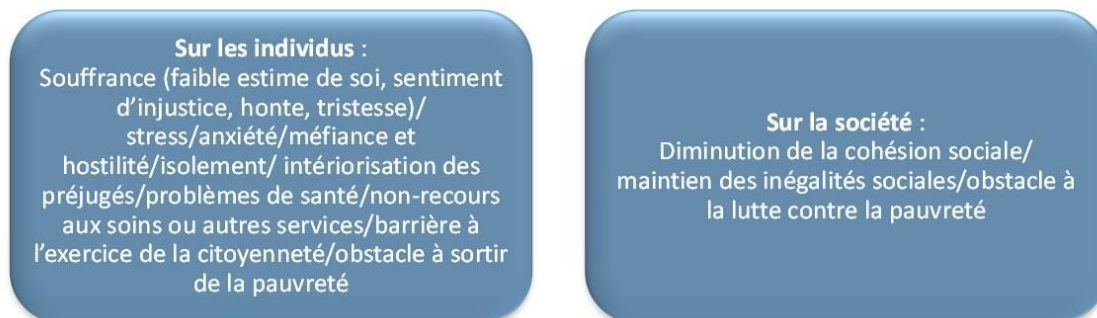 Sur les individus :
Souffrance (faible estime de soi, sentiment
d’injustice, honte, tristesse)/
stress/anxiété/méfiance et
hostilité/isolement/ intériorisation des
préjugés/problèmes de santé/non-recours
aux soins ou autres services/barrière à
l’exercice de la citoyenneté/obstacle à sortir
de la pauvreté
Sur la société :
Diminution de la cohésion sociale/
maintien des inégalités sociales/obstacle à
la lutte contre la pauvreté